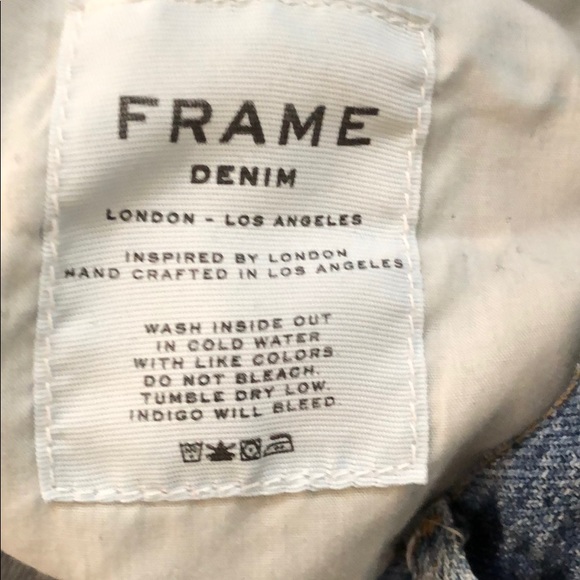 FRAME
DENIM
LONDON - LOS ANGELES
INSPIRED BY LONDON
HAND CRAFTED IN LOS ANGELES
WASH INSIDE OUT
IN COLD WATER
WITH LIKE COLORS.
DO NOT BLEACH.
TUMBLE DRY LOW.
INDIGO WILL BLEED.